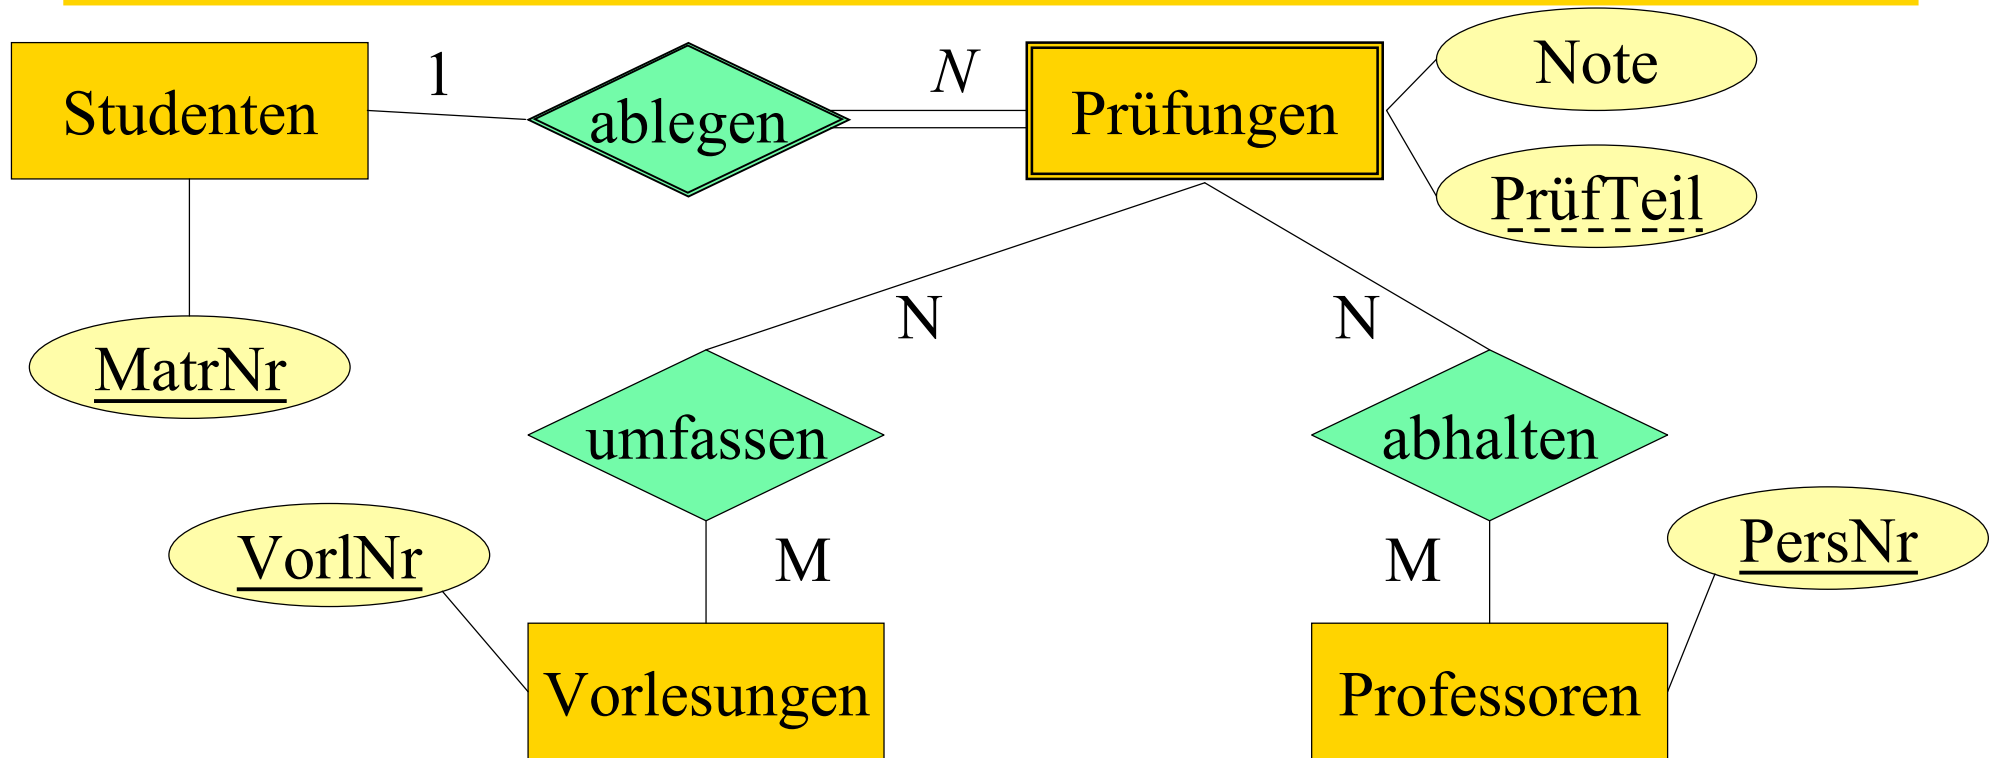 Studenten
1
ablegen
N
Prüfungen
Note
PrüfTeil
MatrNr
N
N
umfassen
abhalten
VorlNr
M
M
PersNr
Vorlesungen
Professoren